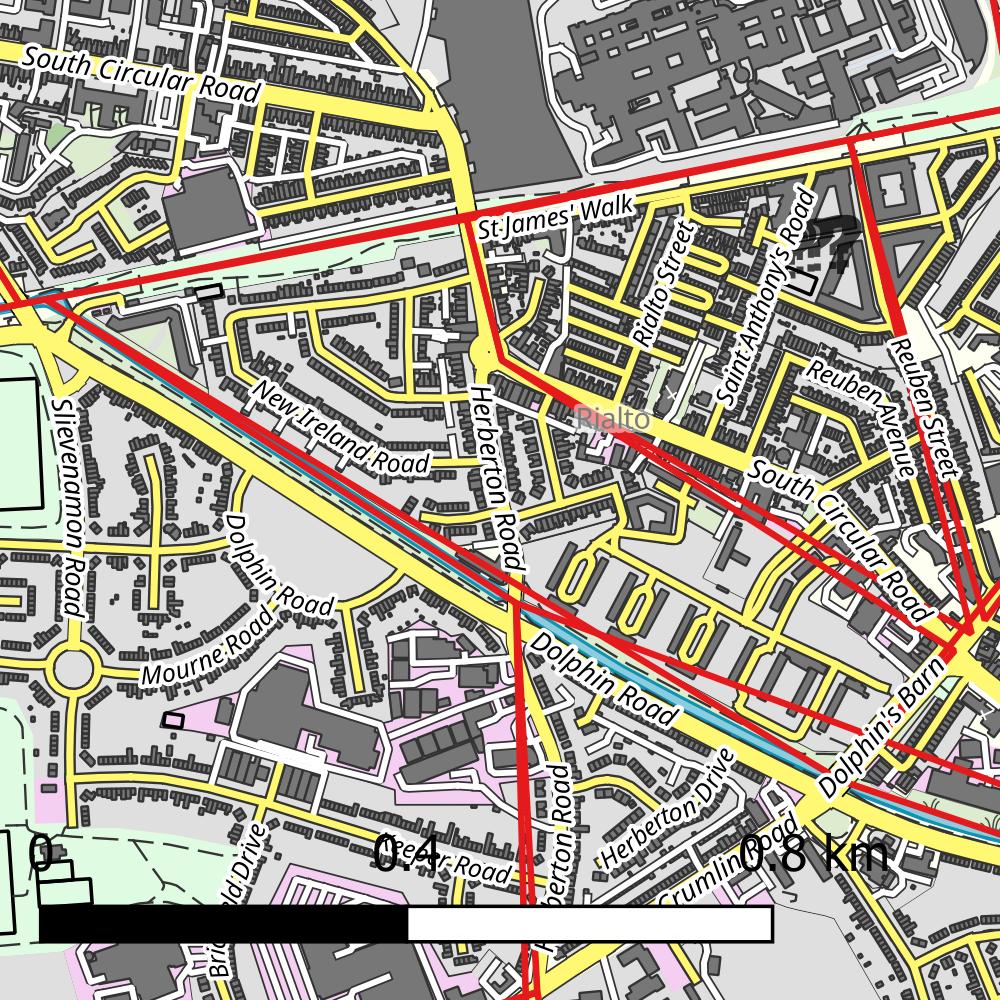 South Circular Road
St James' Walk
Rialto Street
Saint Anthony's Road
Reuben Avenue
Reuben Street
Rialto
New Ireland Road
Herberton Road
Slievenamon Road
Dolphin Road
Mourne Road
South Circular Road
Dolphin Road
Dolphin's Barn
Herberton Drive
Crumlin Road
Herberton Road
Keeper Road
0
0.4
0.8 km